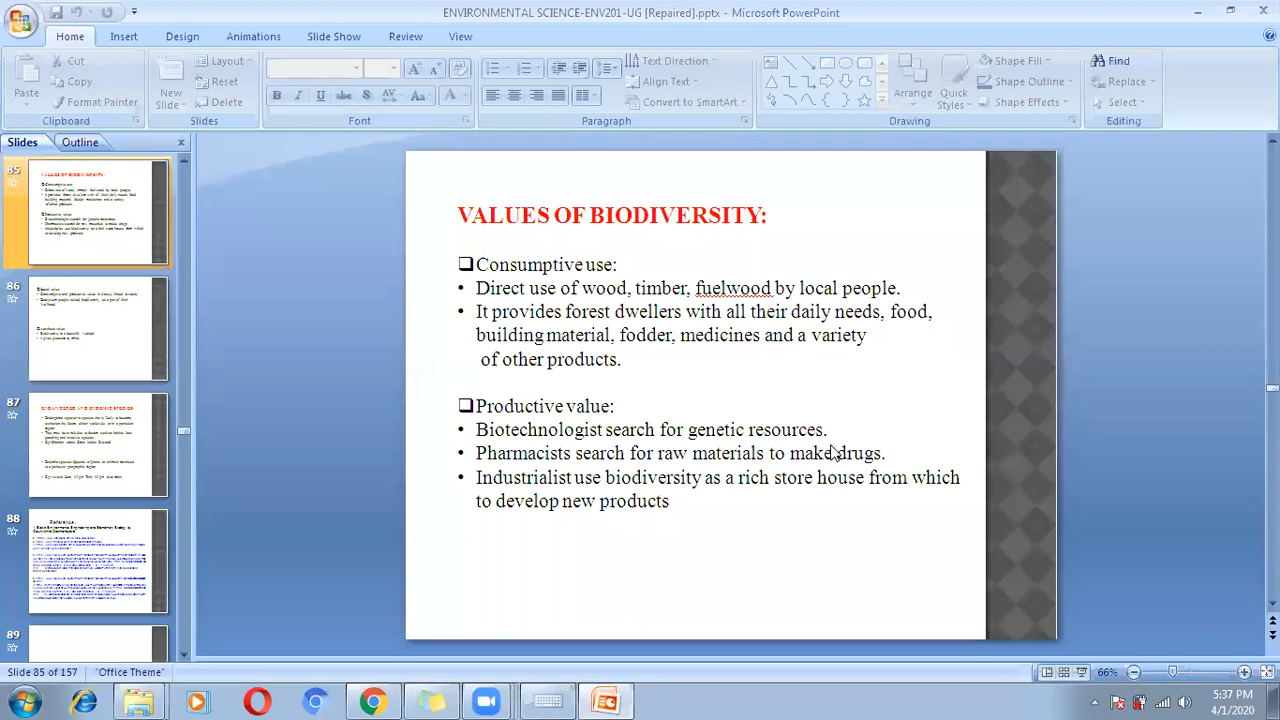 ENVIRONMENTAL SCIENCE-ENV201-UG [Repaired].pptx - Microsoft PowerPoint
Home Insert Design Animations Slide Show Review View
Paste
Cut
Copy
Format Painter
Clipboard
New Slide
Layout
Reset
Delete
Slides
B I U abc S AV Aa A
Font
Text Direction
Align Text
Convert to SmartArt
Paragraph
Arrange
Quick Styles
Shape Fill
Shape Outline
Shape Effects
Drawing
Find
Replace
Select
Editing
Slides Outline
85
86
87
88
Reference:
89
VALUES OF BIODIVERSITY:
Consumptive use:
• Direct use of wood, timber, fuelwood by local people.
• It provides forest dwellers with all their daily needs, food,
building material, fodder, medicines and a variety
of other products.
Productive value:
• Biotechnologist search for genetic resources.
• Pharmacists search for raw materials to make drugs.
• Industrialist use biodiversity as a rich store house from which
to develop new products
Slide 85 of 157 "Office Theme" 66%
5:37 PM
4/1/2020